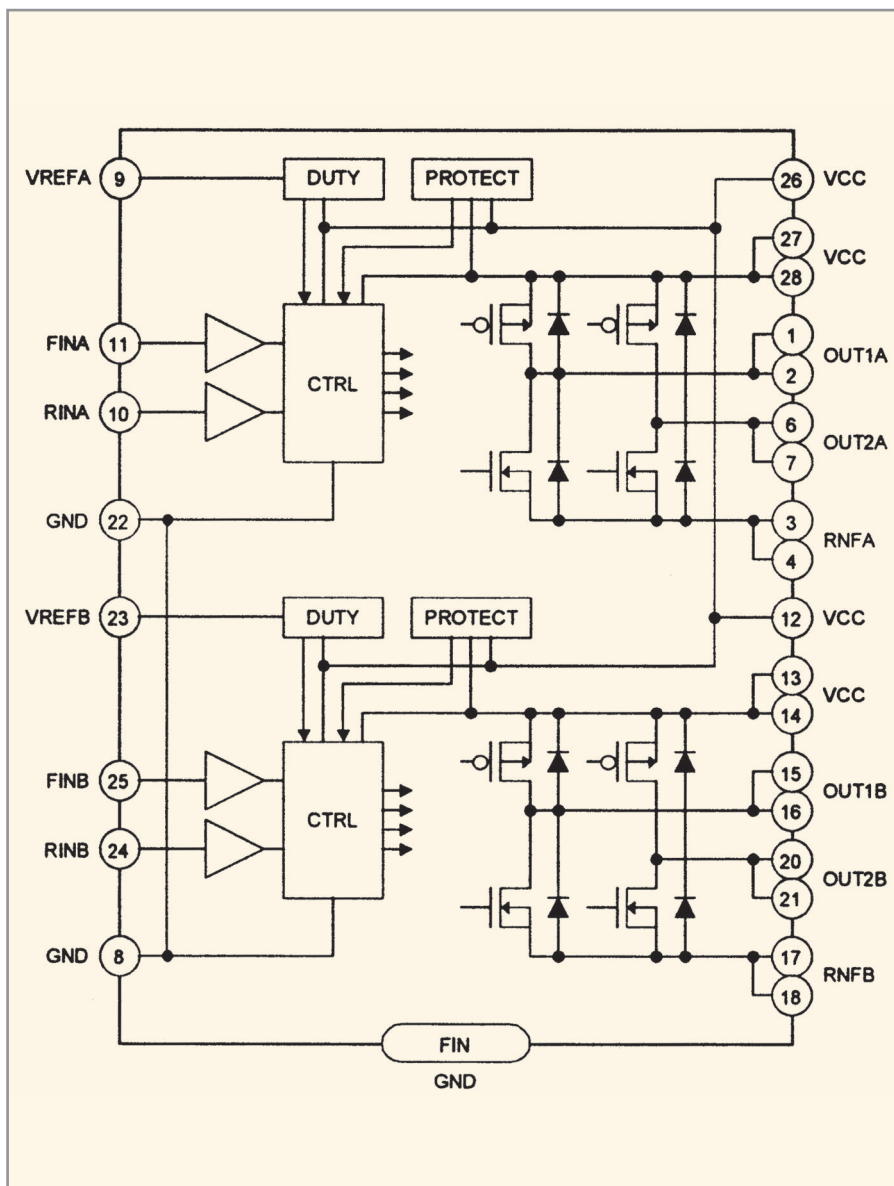 VREFA 9 DUTY PROTECT 26 VCC
27
VCC
28
FINA 11
1
OUT1A
CTRL
2
RINA 10
6
OUT2A
7
GND 22
3
RNFA
4
VREFB 23 DUTY PROTECT 12 VCC
13
VCC
14
FINB 25
15
OUT1B
CTRL
16
RINB 24
20
OUT2B
21
GND 8
17
RNFB
18
FIN
GND